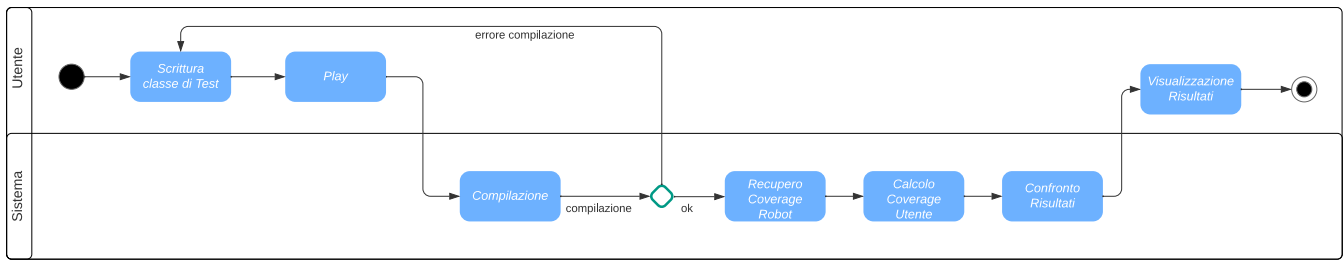 Utente
errore compilazione
Scrittura
classe di Test
Play
Visualizzazione
Risultati
Sistema
Compilazione
compilazione
ok
Recupero
Coverage
Robot
Calcolo
Coverage
Utente
Confronto
Risultati